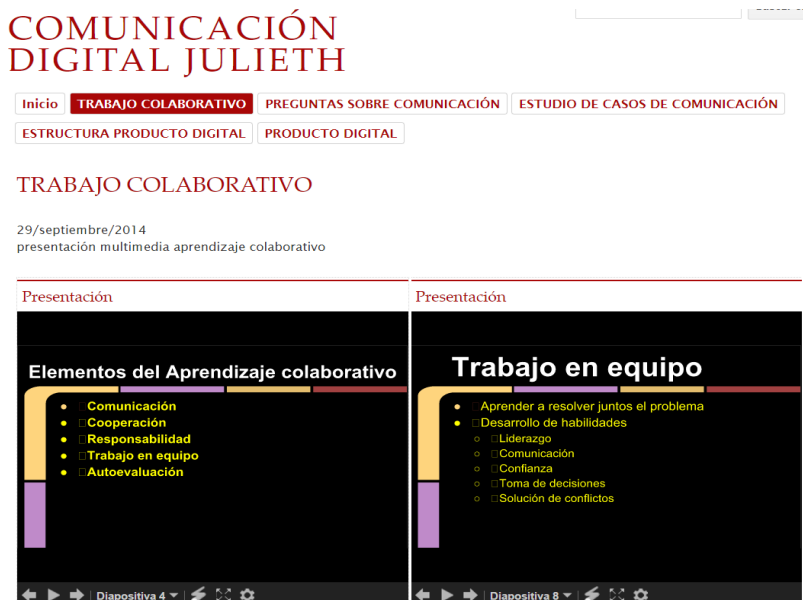 COMUNICACIÓN
DIGITAL JULIETH
Inicio TRABAJO COLABORATIVO PREGUNTAS SOBRE COMUNICACIÓN ESTUDIO DE CASOS DE COMUNICACIÓN
ESTRUCTURA PRODUCTO DIGITAL PRODUCTO DIGITAL
TRABAJO COLABORATIVO
29/septiembre/2014
presentación multimedia aprendizaje colaborativo
Presentación
Elementos del Aprendizaje colaborativo
Comunicación
Cooperación
Responsabilidad
Trabajo en equipo
Autoevaluación
Diapositiva 4
Presentación
Trabajo en equipo
Aprender a resolver juntos el problema
Desarrollo de habilidades
Liderazgo
Comunicación
Confianza
Toma de decisiones
Solución de conflictos
Diapositiva 8